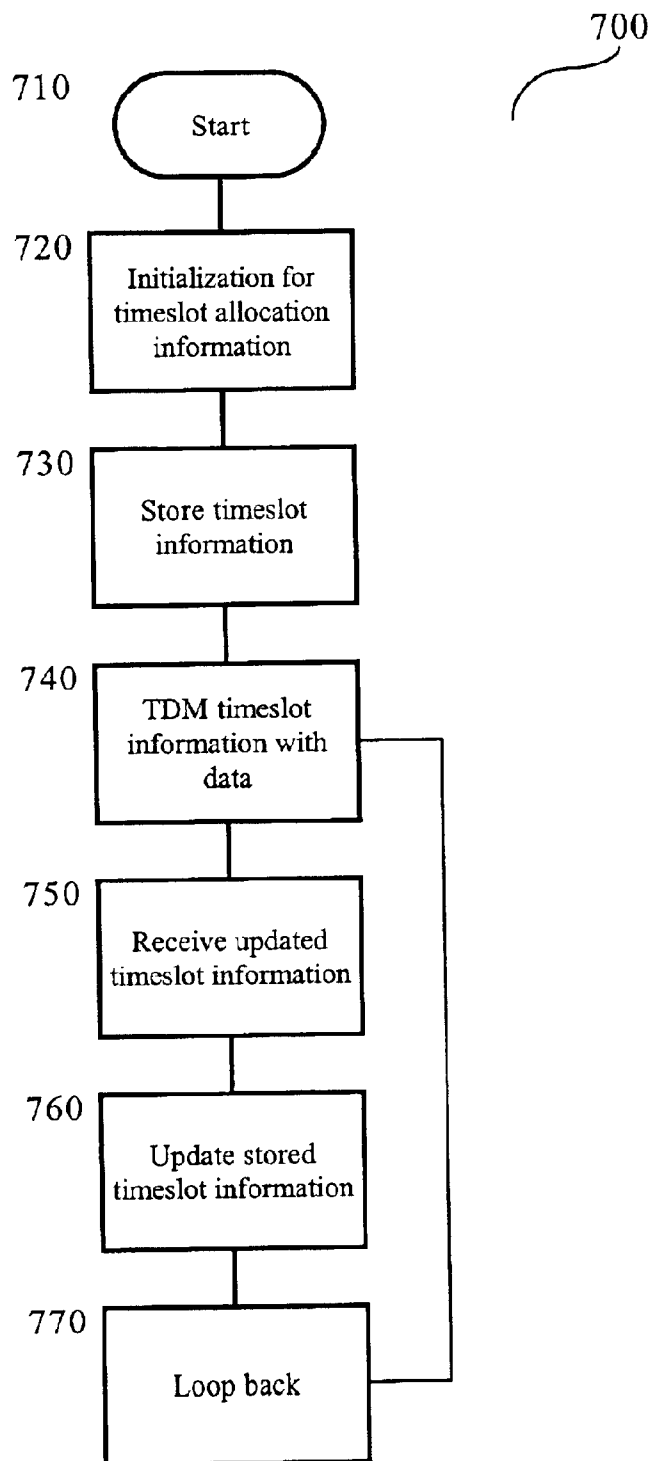 700
710
Start
720
Initialization for
timeslot allocation
information
730
Store timeslot
information
740
TDM timeslot
information with
data
750
Receive updated
timeslot information
760
Update stored
timeslot information
770
Loop back